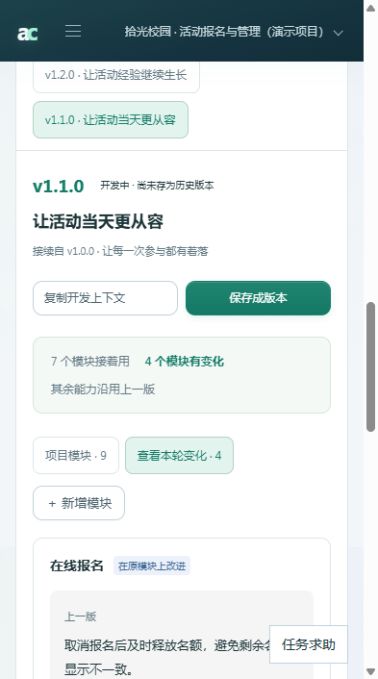 ac
拾光校园 · 活动报名与管理（演示项目）
v1.2.0 · 让活动经验继续生长
v1.1.0 · 让活动当天更从容
v1.1.0 开发中 · 尚未存为历史版本
让活动当天更从容
接续自 v1.0.0 · 让每一次参与都有着落
复制开发上下文 保存成版本
7 个模块接着用 4 个模块有变化
其余能力沿用上一版
项目模块 · 9 查看本轮变化 · 4
+ 新增模块
在线报名 在原模块上改进
上一版
取消报名后及时释放名额，避免剩余
显示不一致。
任务求助